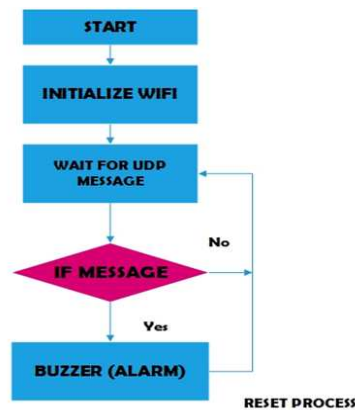 START
INITIALIZE WIFI
WAIT FOR UDP
MESSAGE
No
IF MESSAGE
Yes
BUZZER (ALARM)
RESET PROCESS